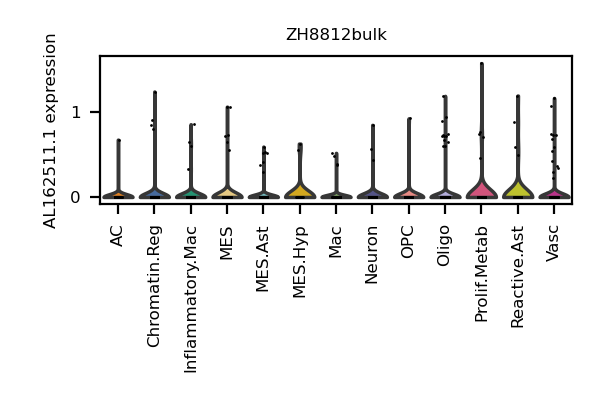 ZH8812bulk
AL162511.1 expression
1
0
AC
Chromatin.Reg
Inflammatory.Mac
MES
MES.Ast
MES.Hyp
Mac
Neuron
OPC
Oligo
Prolif.Metab
Reactive.Ast
Vasc